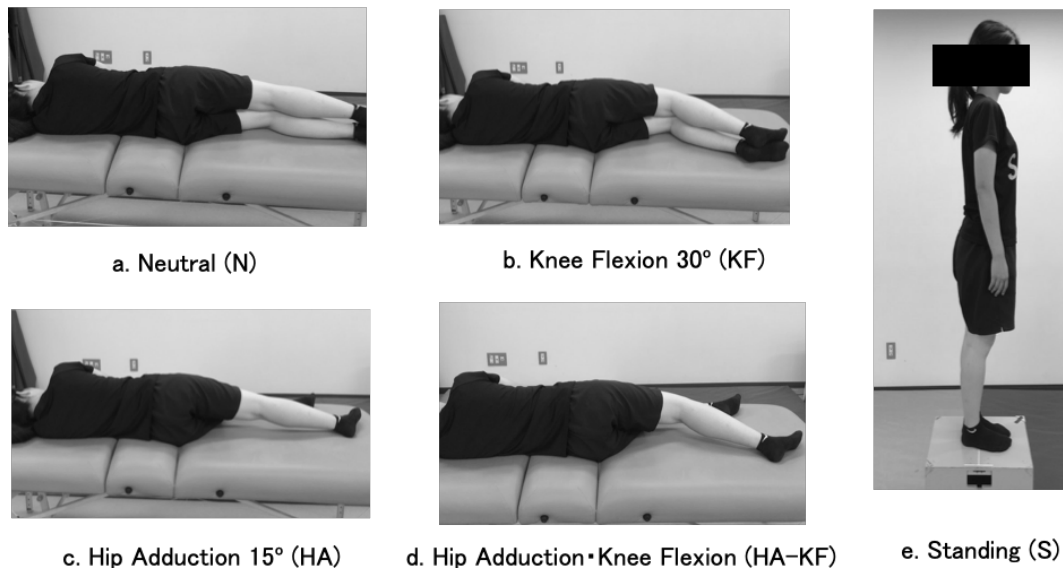 a. Neutral (N)
b. Knee Flexion 30° (KF)
c. Hip Adduction 15° (HA)
d. Hip Adduction･Knee Flexion (HA-KF)
e. Standing (S)
S